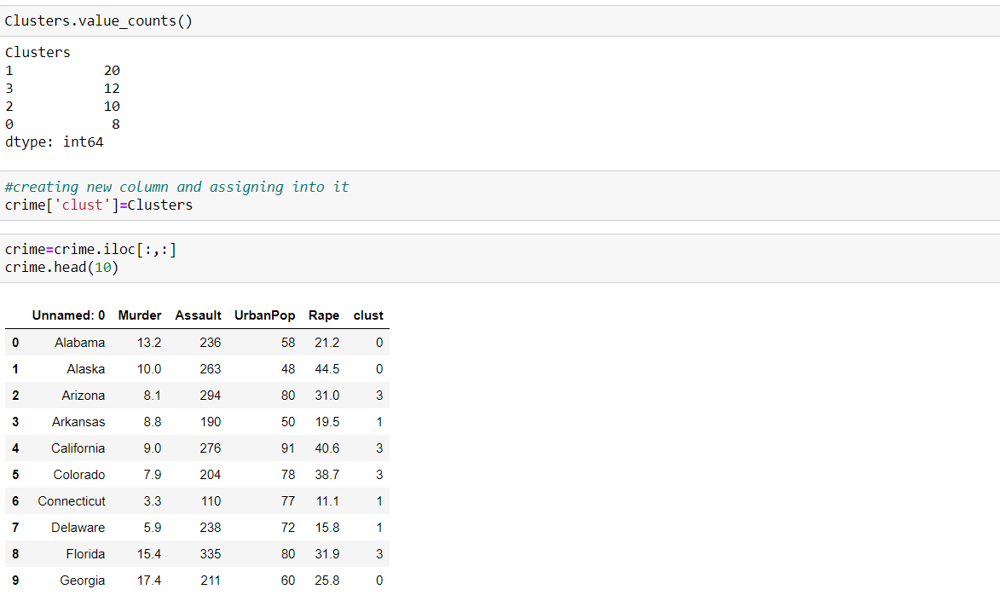 Clusters.value_counts()
Clusters
1 20
3 12
2 10
0 8
dtype: int64
#creating new column and assigning into it
crime['clust']=Clusters
crime=crime.iloc[:,:]
crime.head(10)
Unnamed: 0 Murder Assault UrbanPop Rape clust
0 Alabama 13.2 236 58 21.2 0
1 Alaska 10.0 263 48 44.5 0
2 Arizona 8.1 294 80 31.0 3
3 Arkansas 8.8 190 50 19.5 1
4 California 9.0 276 91 40.6 3
5 Colorado 7.9 204 78 38.7 3
6 Connecticut 3.3 110 77 11.1 1
7 Delaware 5.9 238 72 15.8 1
8 Florida 15.4 335 80 31.9 3
9 Georgia 17.4 211 60 25.8 0